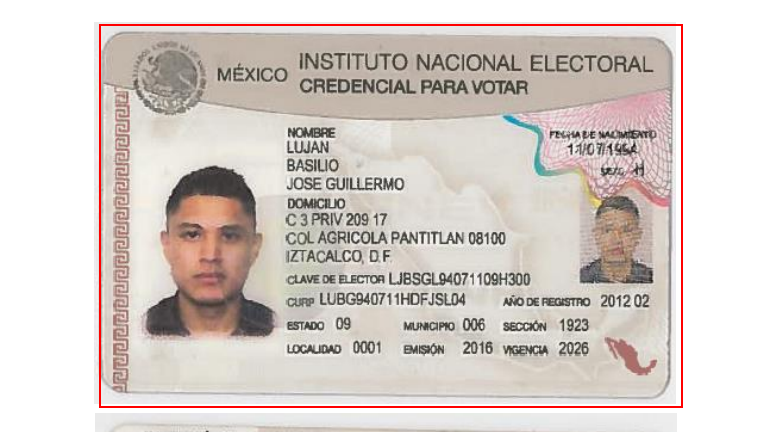 MÉXICO INSTITUTO NACIONAL ELECTORAL
CREDENCIAL PARA VOTAR
NOMBRE
LUJAN
BASILIO
JOSE GUILLERMO
FECHA DE NACIMIENTO
11/07/1994
SEXO H
DOMICILIO
C 3 PRIV 209 17
COL AGRICOLA PANTITLAN 08100
IZTACALCO, D.F.
CLAVE DE ELECTOR LJBSGL94071109H300
CURP LUBG940711HDFJSL04 AÑO DE REGISTRO 2012 02
ESTADO 09 MUNICIPIO 006 SECCIÓN 1923
LOCALIDAD 0001 EMISIÓN 2016 VIGENCIA 2026